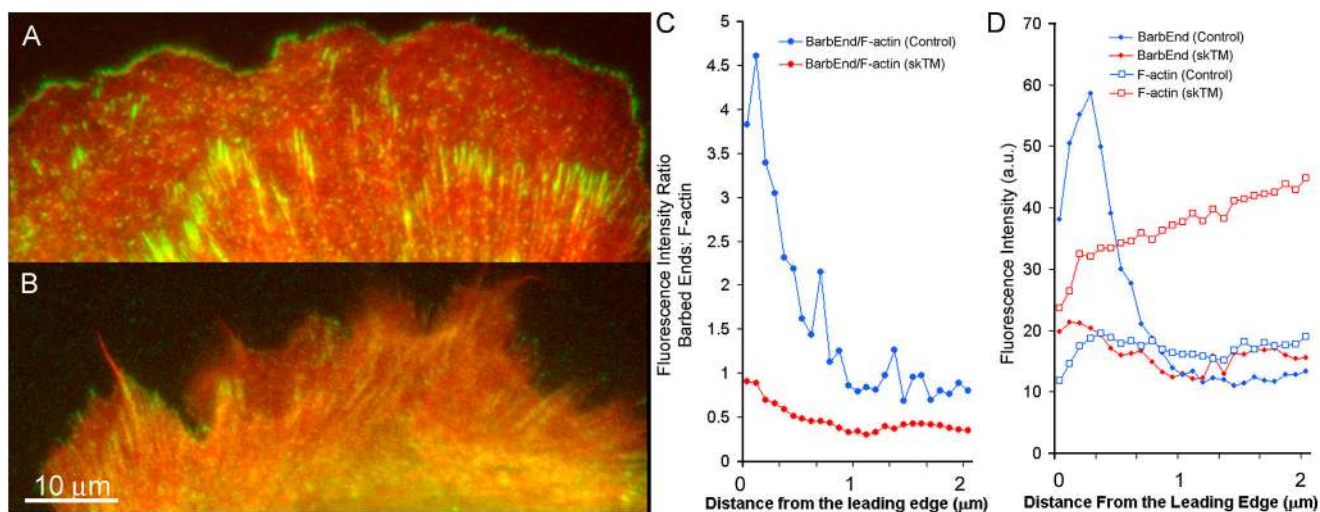 A
B
10 μm
C
Fluorescence Intensity Ratio
Barbed Ends: F-actin
5
4.5
4
3.5
3
2.5
2
1.5
1
0.5
0
BarbEnd/F-actin (Control)
BarbEnd/F-actin (skTM)
0
1
2
Distance from the leading edge (μm)
D
Fluorescence Intensity (a.u.)
70
60
50
40
30
20
10
0
BarbEnd (Control)
BarbEnd (skTM)
F-actin (Control)
F-actin (skTM)
0
1
2
Distance From the Leading Edge (μm)